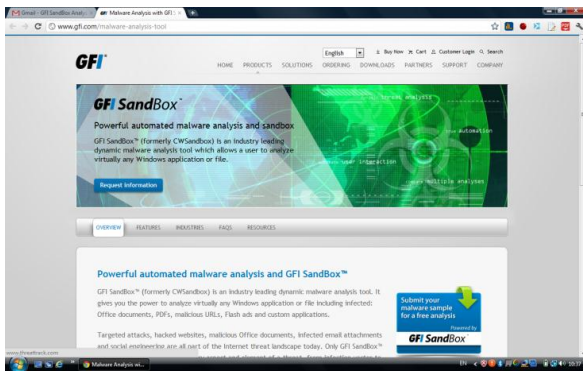 Gmail - GFI SandBox Anal...
Malware Analysis with GFI S
www.gfi.com/malware-analysis-tool
English
Buy Now
Cart
Customer Login
Search
GFI
HOME PRODUCTS SOLUTIONS ORDERING DOWNLOADS PARTNERS SUPPORT COMPANY
GFI SandBox™
Powerful automated malware analysis and sandbox
GFI SandBox™ (formerly CWSandbox) is an industry leading
dynamic malware analysis tool which allows a user to analyze
virtually any Windows application or file.
Request Information
threat analysis
automation
user interaction
multiple analyses
OVERVIEW FEATURES INDUSTRIES FAQS RESOURCES
Powerful automated malware analysis and GFI SandBox™
GFI SandBox™ (formerly CWSandbox) is an industry leading dynamic malware analysis tool. It
gives you the power to analyze virtually any Windows application or file including infected:
Office documents, PDFs, malicious URLs, Flash ads and custom applications.
Targeted attacks, hacked websites, malicious Office documents, infected email attachments
and social engineering are all part of the Internet threat landscape today. Only GFI SandBox™
Submit your
malware sample
for a free analysis
Powered by
GFI SandBox
www.threattrack.com
Malware Analysis wi...
EN
10:37